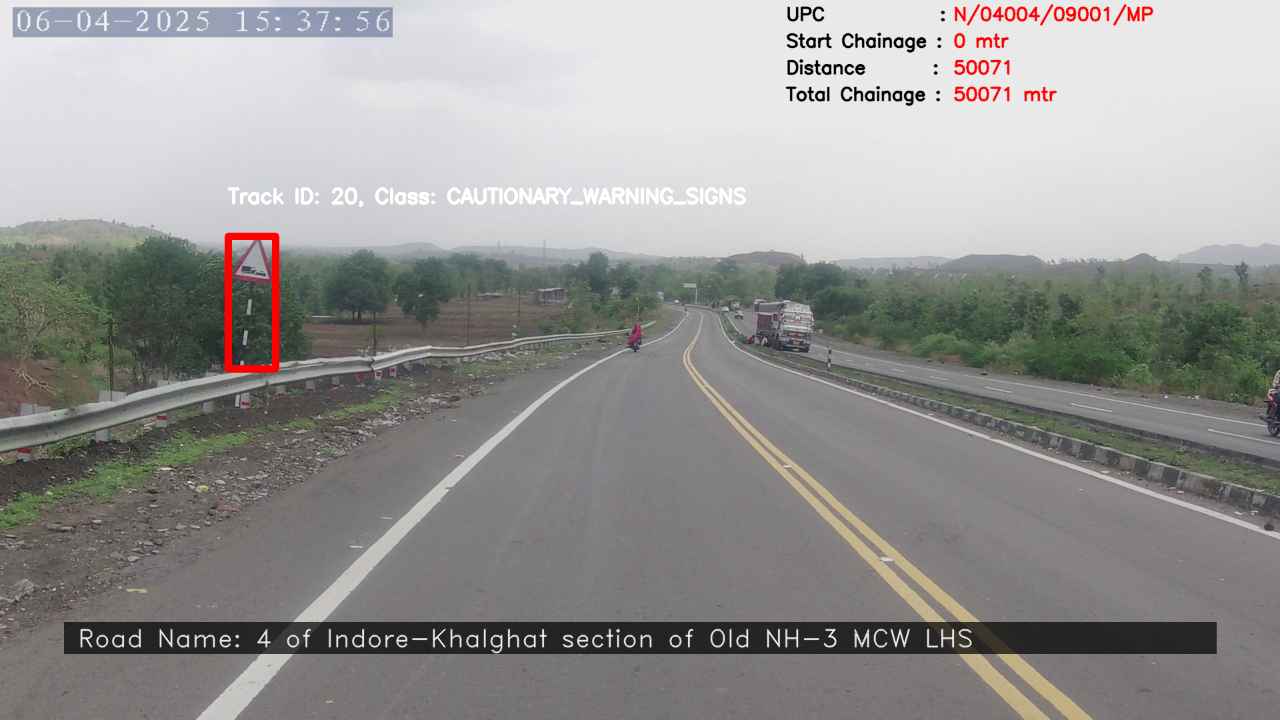 06-04-2025 15:37:56
UPC : N/04004/09001/MP
Start Chainage : 0 mtr
Distance : 50071
Total Chainage : 50071 mtr
Track ID: 20, Class: CAUTIONARY_WARNING_SIGNS
Road Name: 4 of Indore-Khalghat section of Old NH-3 MCW LHS